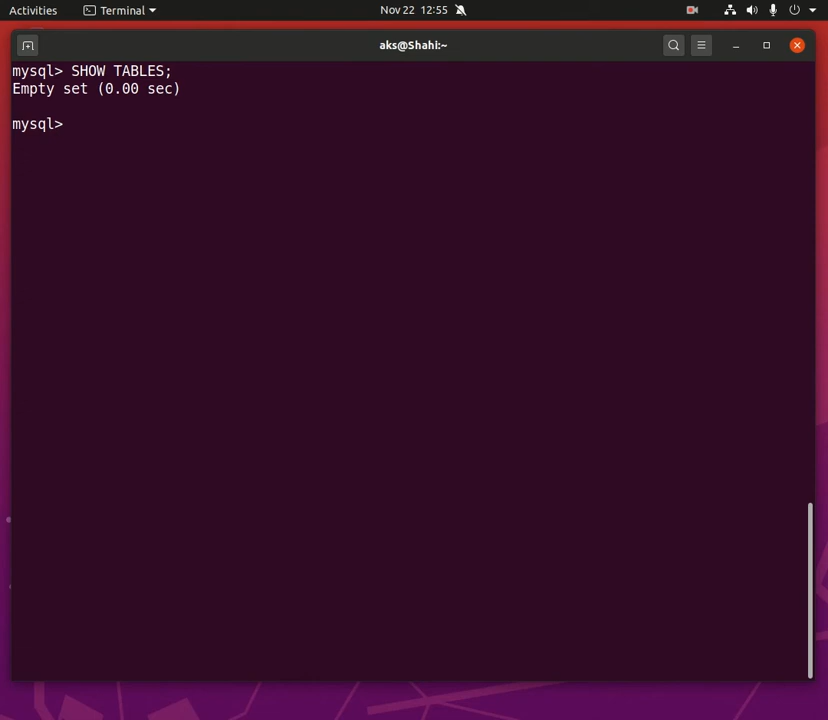 Activities Terminal Nov 22 12:55
aks@Shahi:~
mysql> SHOW TABLES;
Empty set (0.00 sec)
mysql>